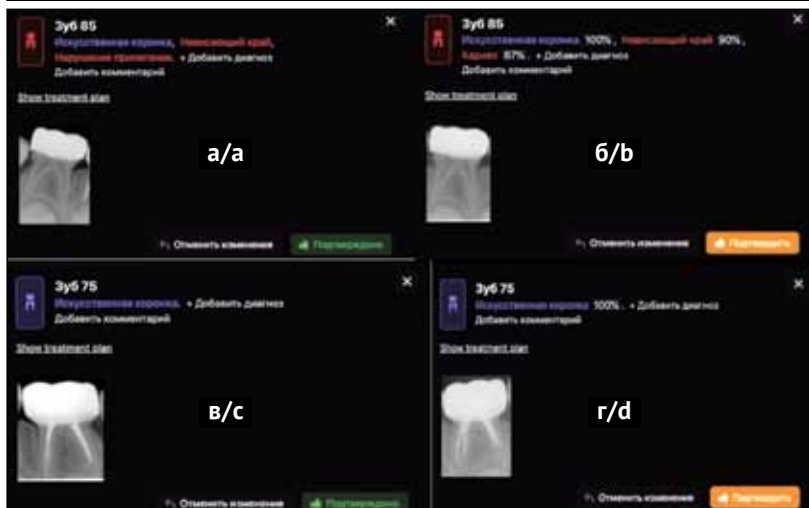 Зуб 85
Искусственная коронка, Нависающий край,
Нарушение прилегания. + Добавить диагноз
Добавить комментарий
Show treatment plan
а/a
Отменить изменения
Подтверждено
Зуб 85
Искусственная коронка 100%, Нависающий край 90%,
Кариес 87%. + Добавить диагноз
Добавить комментарий
Show treatment plan
б/b
Отменить изменения
Подтвердить
Зуб 75
Искусственная коронка. + Добавить диагноз
Добавить комментарий
Show treatment plan
в/c
Отменить изменения
Подтверждено
Зуб 75
Искусственная коронка 100%. + Добавить диагноз
Добавить комментарий
Show treatment plan
г/d
Отменить изменения
Подтвердить